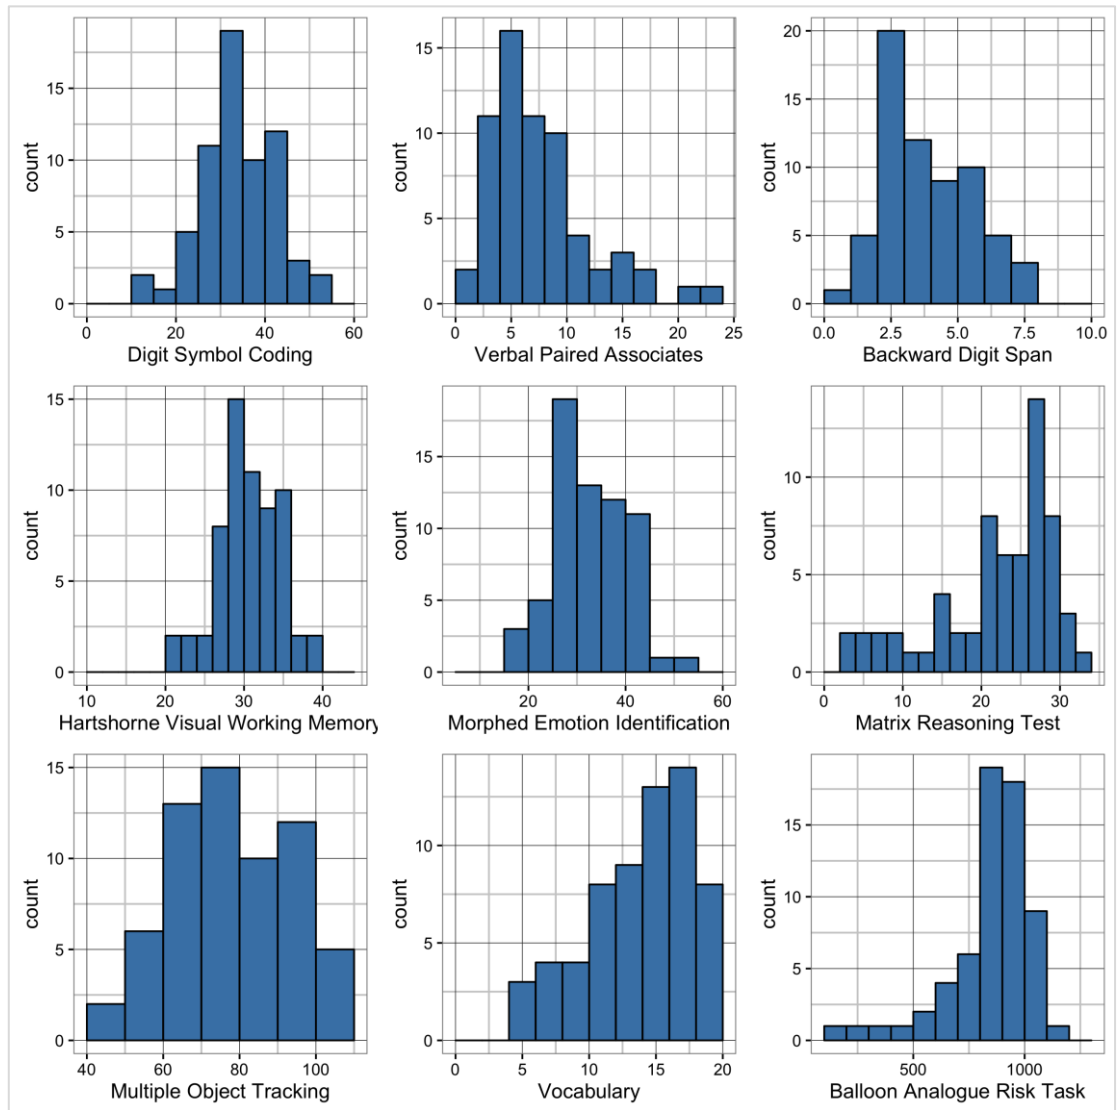 count
15
10
5
0
0 20 40 60
Digit Symbol Coding
count
15
10
5
0
0 5 10 15 20 25
Verbal Paired Associates
count
20
15
10
5
0
0.0 2.5 5.0 7.5 10.0
Backward Digit Span
count
15
10
5
0
10 20 30 40
Hartshorne Visual Working Memory
count
15
10
5
0
20 40 60
Morphed Emotion Identification
count
10
5
0
0 10 20 30
Matrix Reasoning Test
count
15
10
5
0
40 60 80 100
Multiple Object Tracking
count
10
5
0
0 5 10 15 20
Vocabulary
count
15
10
5
0
500 1000
Balloon Analogue Risk Task